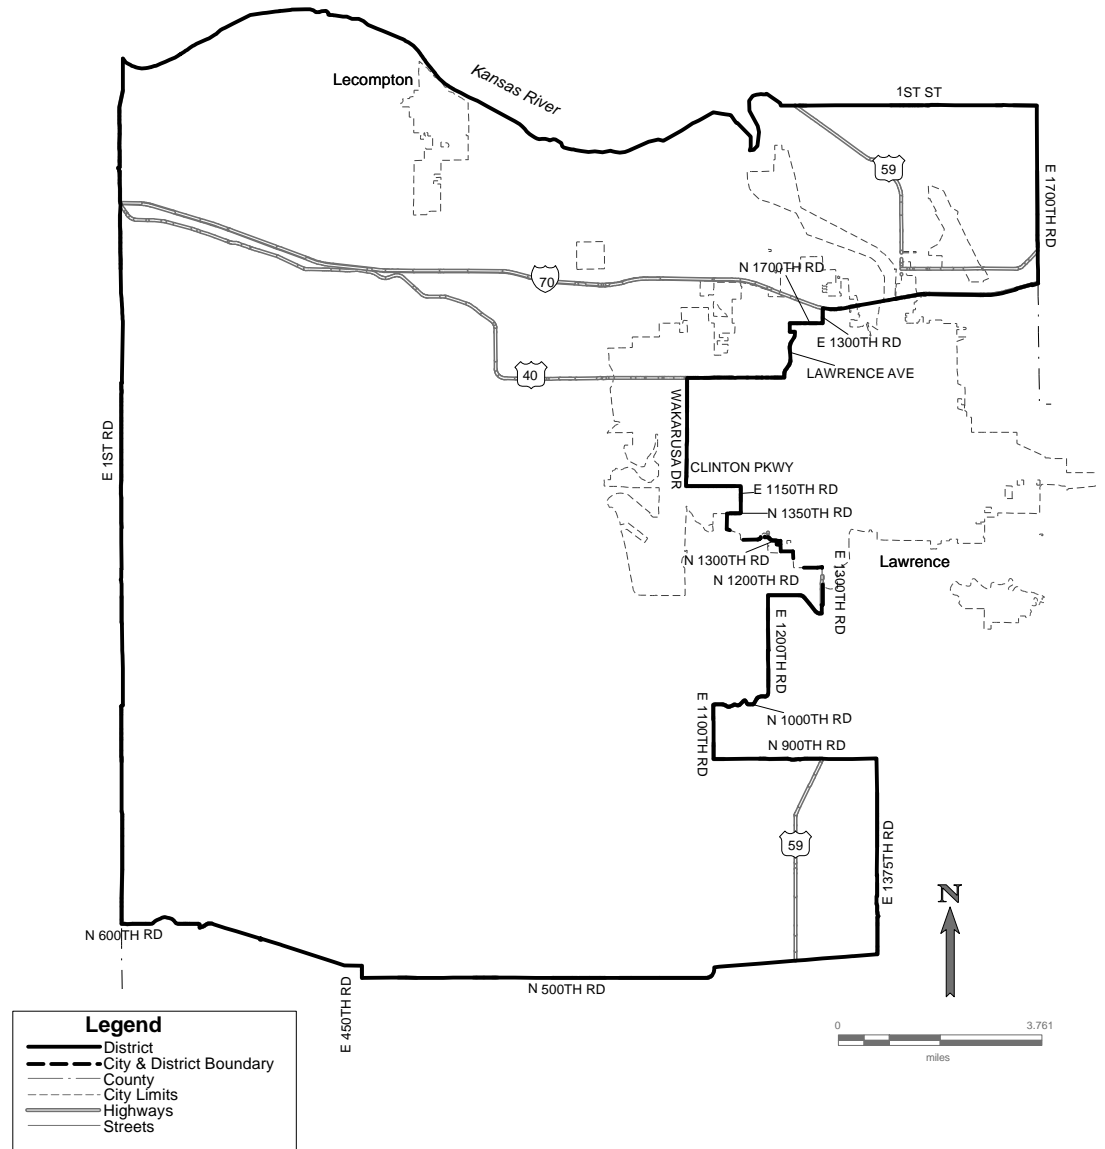 Lecompton
Kansas River
1ST ST
59
E 1700TH RD
N 1700TH RD
70
E 1300TH RD
LAWRENCE AVE
40
WAKARUSA DR
E 1ST RD
CLINTON PKWY
E 1150TH RD
N 1350TH RD
N 1300TH RD
E 1300TH RD
Lawrence
N 1200TH RD
E 1200TH RD
E 1100TH RD
N 1000TH RD
N 900TH RD
59
E 1375TH RD
N
N 600TH RD
N 500TH RD
E 450TH RD
0 3.761
miles
Legend
District
City & District Boundary
County
City Limits
Highways
Streets